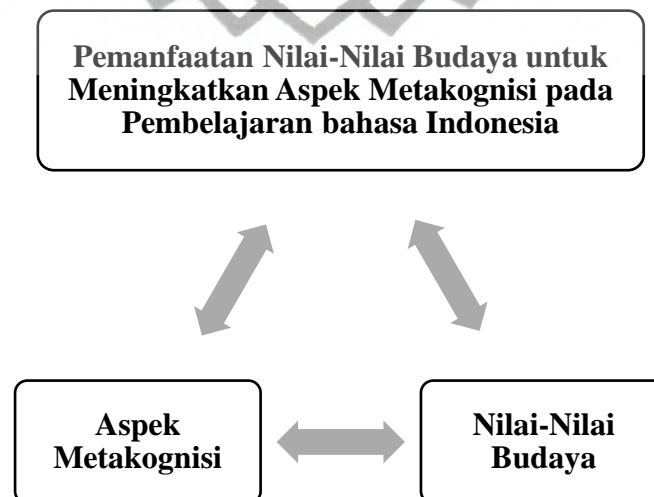 Pemanfaatan Nilai-Nilai Budaya untuk
Meningkatkan Aspek Metakognisi pada
Pembelajaran bahasa Indonesia
Aspek
Metakognisi
Nilai-Nilai
Budaya